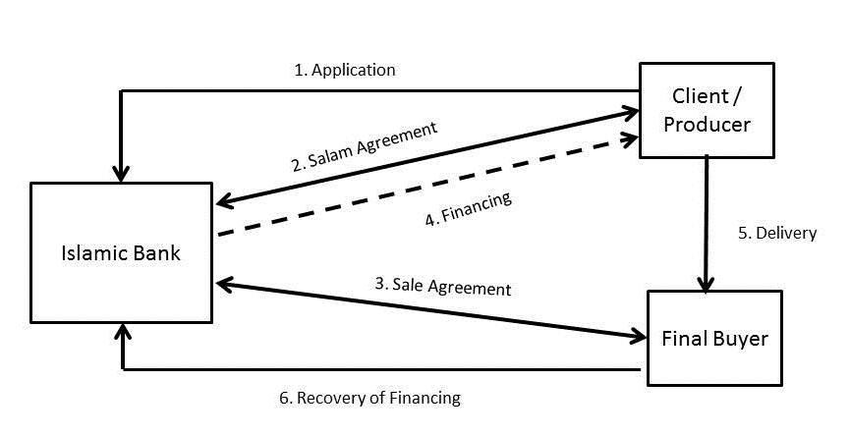 1. Application
Client /
Producer
2. Salam Agreement
4. Financing
Islamic Bank
5. Delivery
3. Sale Agreement
Final Buyer
6. Recovery of Financing